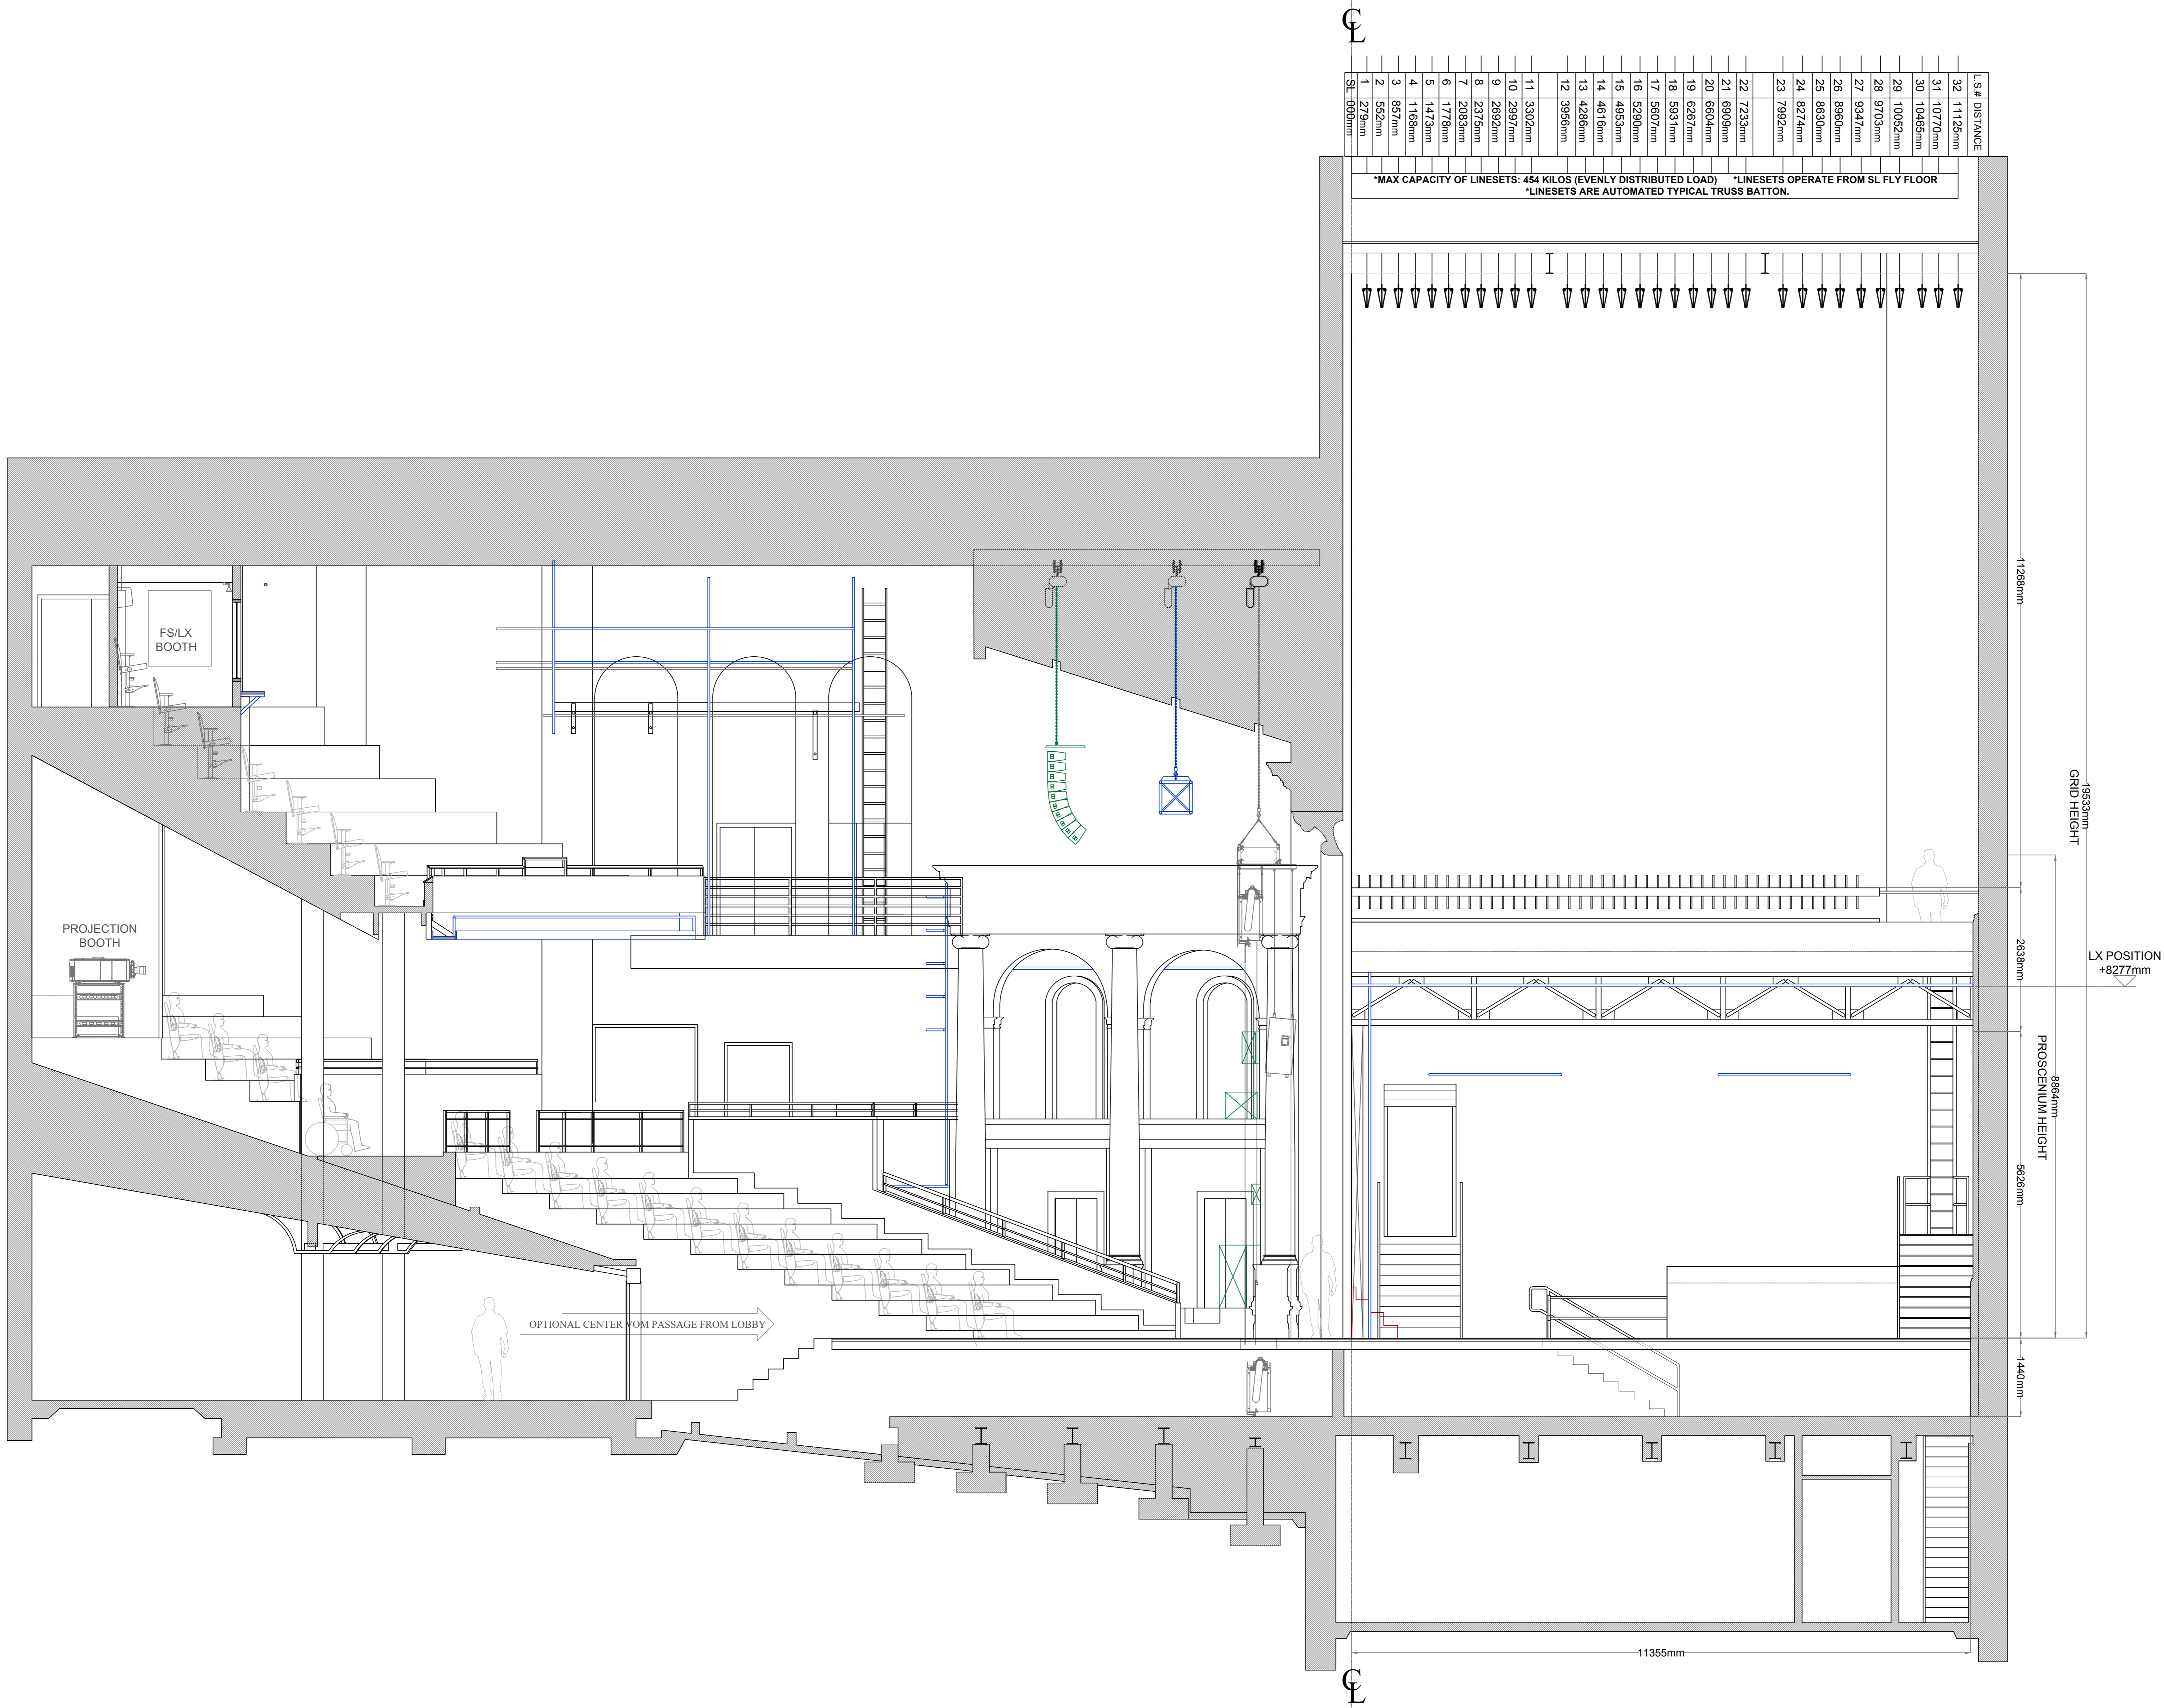 CL
L.S.# DISTANCE
32 11125mm
31 10770mm
30 10465mm
29 10052mm
28 9703mm
27 9347mm
26 8960mm
25 8630mm
24 8274mm
23 7992mm
22 7233mm
21 6909mm
20 6604mm
19 6267mm
18 5931mm
17 5607mm
16 5290mm
15 4953mm
14 4616mm
13 4286mm
12 3956mm
11 3302mm
10 2997mm
9 2692mm
8 2375mm
7 2083mm
6 1778mm
5 1473mm
4 1168mm
3 857mm
2 552mm
1 279mm
SL 000mm
*MAX CAPACITY OF LINESETS: 454 KILOS (EVENLY DISTRIBUTED LOAD) *LINESETS OPERATE FROM SL FLY FLOOR
*LINESETS ARE AUTOMATED TYPICAL TRUSS BATTON.
11268mm
19533mm
GRID HEIGHT
FS/LX
BOOTH
PROJECTION
BOOTH
2638mm
LX POSITION
+8277mm
8864mm
PROSCENIUM HEIGHT
5626mm
OPTIONAL CENTER VOM PASSAGE FROM LOBBY
1440mm
11355mm
CL